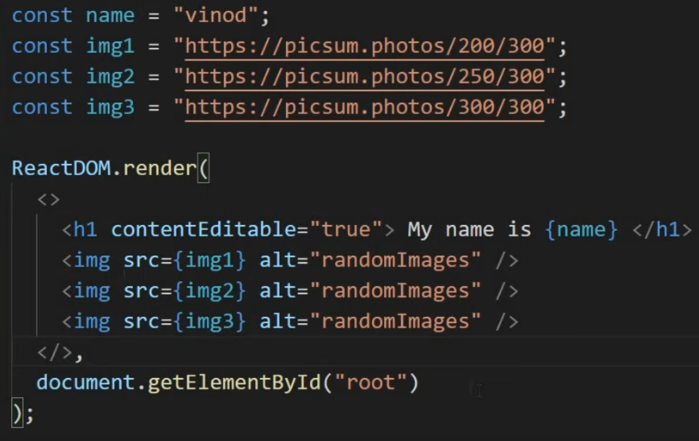 const name = "vinod";
const img1 = "https://picsum.photos/200/300";
const img2 = "https://picsum.photos/250/300";
const img3 = "https://picsum.photos/300/300";
ReactDOM.render(
<>
<h1 contentEditable="true"> My name is {name} </h1>
<img src={img1} alt="randomImages" />
<img src={img2} alt="randomImages" />
<img src={img3} alt="randomImages" />
</>,
document.getElementById("root")
);